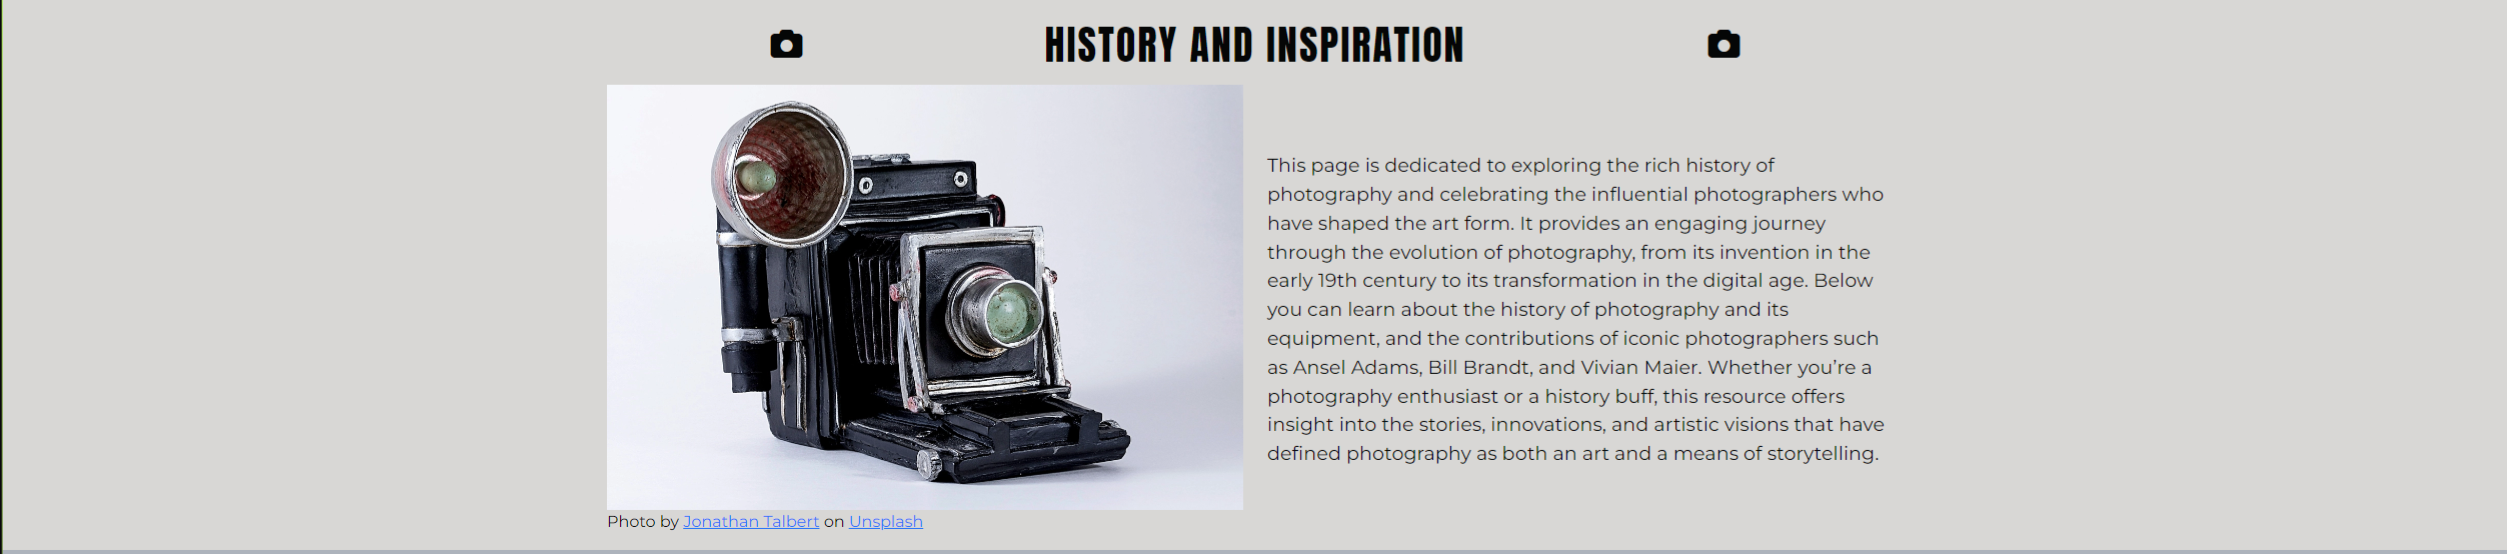 HISTORY AND INSPIRATION
This page is dedicated to exploring the rich history of
photography and celebrating the influential photographers who
have shaped the art form. It provides an engaging journey
through the evolution of photography, from its invention in the
early 19th century to its transformation in the digital age. Below
you can learn about the history of photography and its
equipment, and the contributions of iconic photographers such
as Ansel Adams, Bill Brandt, and Vivian Maier. Whether you’re a
photography enthusiast or a history buff, this resource offers
insight into the stories, innovations, and artistic visions that have
defined photography as both an art and a means of storytelling.
Photo by Jonathan Talbert on Unsplash